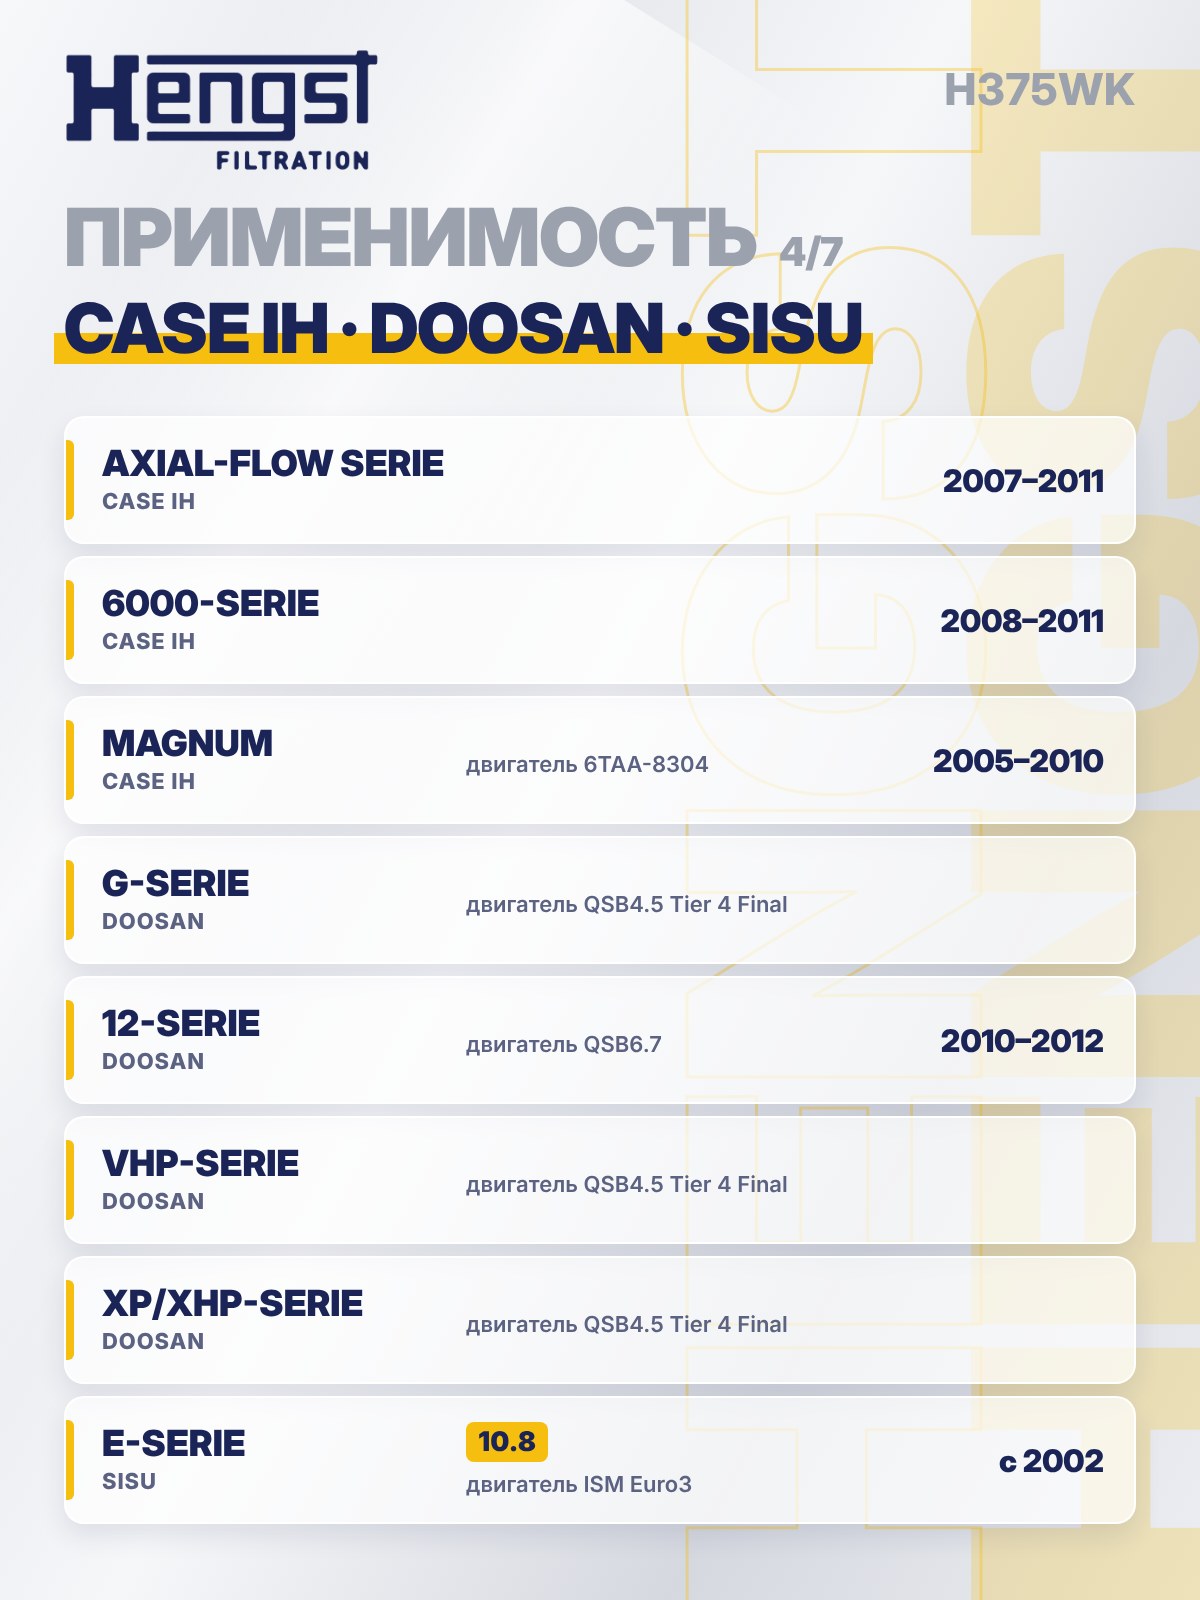 Hengst
FILTRATION
H375WK
ПРИМЕНИМОСТЬ 4/7
CASE IH · DOOSAN · SISU
AXIAL-FLOW SERIE
CASE IH
2007–2011
6000-SERIE
CASE IH
2008–2011
MAGNUM
CASE IH
двигатель 6TAA-8304
2005–2010
G-SERIE
DOOSAN
двигатель QSB4.5 Tier 4 Final
12-SERIE
DOOSAN
двигатель QSB6.7
2010–2012
VHP-SERIE
DOOSAN
двигатель QSB4.5 Tier 4 Final
XP/XHP-SERIE
DOOSAN
двигатель QSB4.5 Tier 4 Final
E-SERIE
SISU
10.8
двигатель ISM Euro3
с 2002
HENGST
HENGST